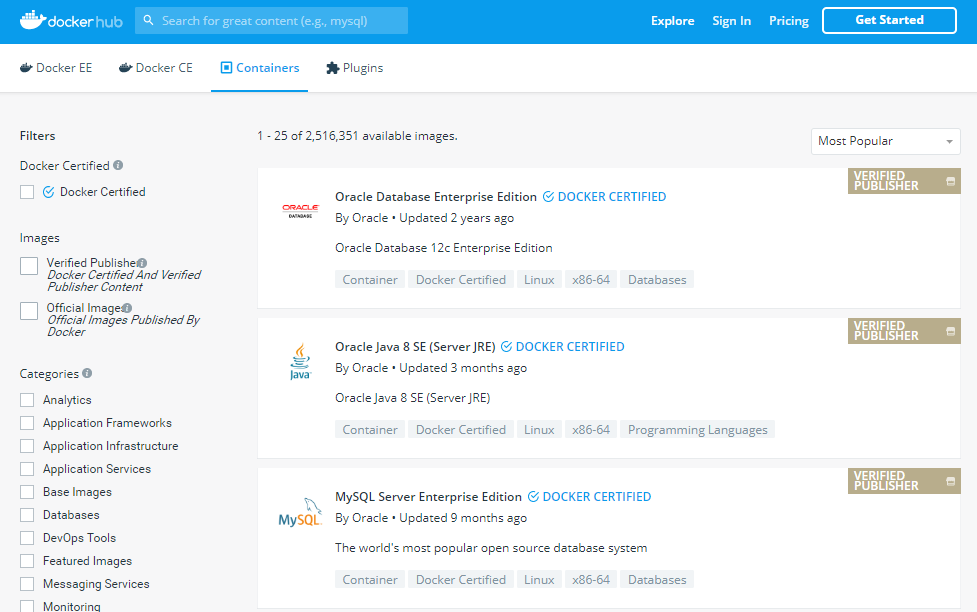 dockerhub
Search for great content (e.g., mysql)
Explore
Sign In
Pricing
Get Started
Docker EE
Docker CE
Containers
Plugins
Filters
Docker Certified
Docker Certified
Images
Verified Publisher
Docker Certified And Verified
Publisher Content
Official Images
Official Images Published By
Docker
Categories
Analytics
Application Frameworks
Application Infrastructure
Application Services
Base Images
Databases
DevOps Tools
Featured Images
Messaging Services
Monitoring
1 - 25 of 2,516,351 available images.
Most Popular
VERIFIED
PUBLISHER
ORACLE
DATABASE
Oracle Database Enterprise Edition DOCKER CERTIFIED
By Oracle • Updated 2 years ago
Oracle Database 12c Enterprise Edition
Container Docker Certified Linux x86-64 Databases
VERIFIED
PUBLISHER
Java
Oracle Java 8 SE (Server JRE) DOCKER CERTIFIED
By Oracle • Updated 3 months ago
Oracle Java 8 SE (Server JRE)
Container Docker Certified Linux x86-64 Programming Languages
VERIFIED
PUBLISHER
MySQL
MySQL Server Enterprise Edition DOCKER CERTIFIED
By Oracle • Updated 9 months ago
The world's most popular open source database system
Container Docker Certified Linux x86-64 Databases